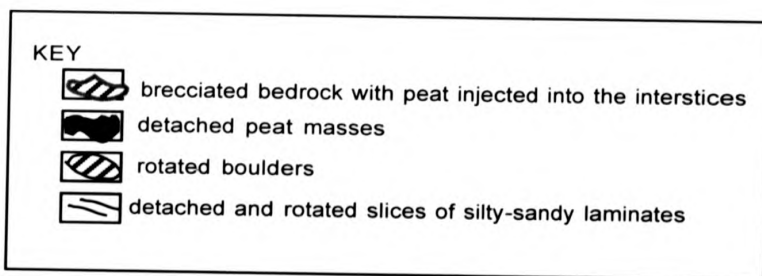 KEY
brecciated bedrock with peat injected into the interstices
detached peat masses
rotated boulders
detached and rotated slices of silty-sandy laminates